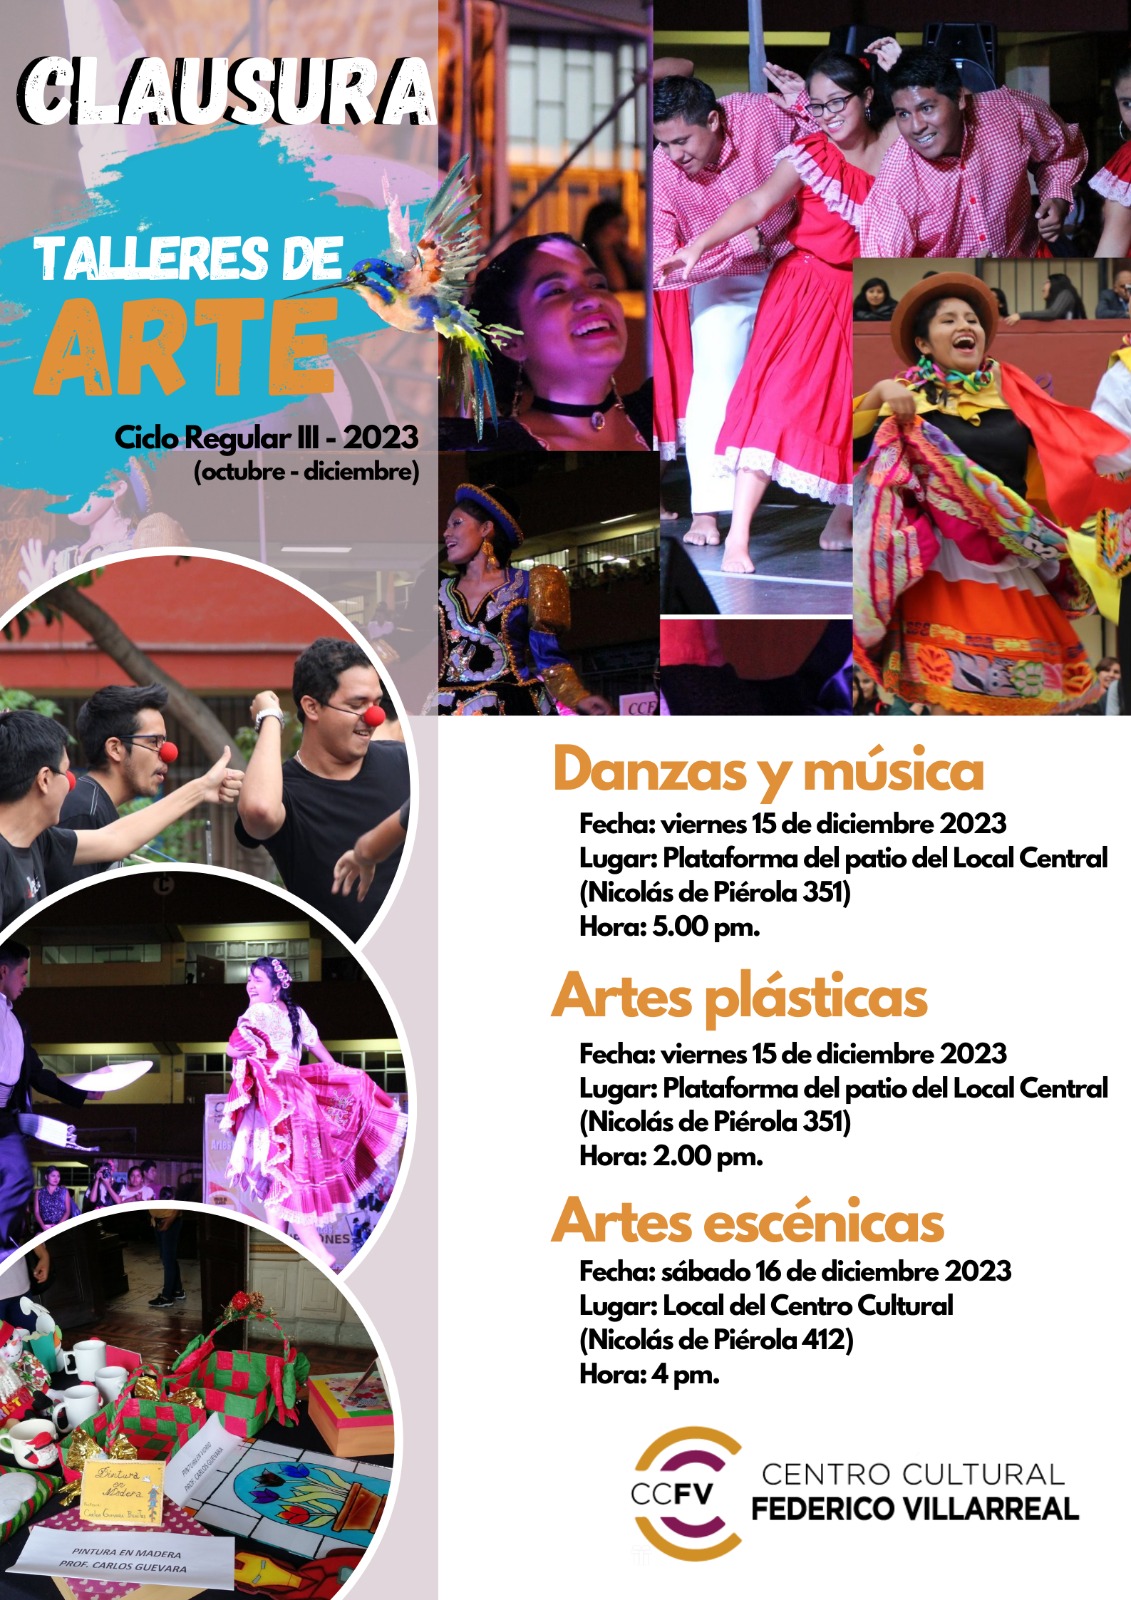 CLAUSURA
TALLERES DE
ARTE
Ciclo Regular III - 2023
(octubre - diciembre)
CCF
Danzas y música
Fecha: viernes 15 de diciembre 2023
Lugar: Plataforma del patio del Local Central
(Nicolás de Piérola 351)
Hora: 5.00 pm.
Artes plásticas
Fecha: viernes 15 de diciembre 2023
Lugar: Plataforma del patio del Local Central
(Nicolás de Piérola 351)
Hora: 2.00 pm.
Artes escénicas
Fecha: sábado 16 de diciembre 2023
Lugar: Local del Centro Cultural
(Nicolás de Piérola 412)
Hora: 4 pm.
Pintura
en
Madera
PINTURA EN MADERA
PROF. CARLOS GUEVARA
PROF. CARLOS GUEVARA
CCFV
CENTRO CULTURAL
FEDERICO VILLARREAL